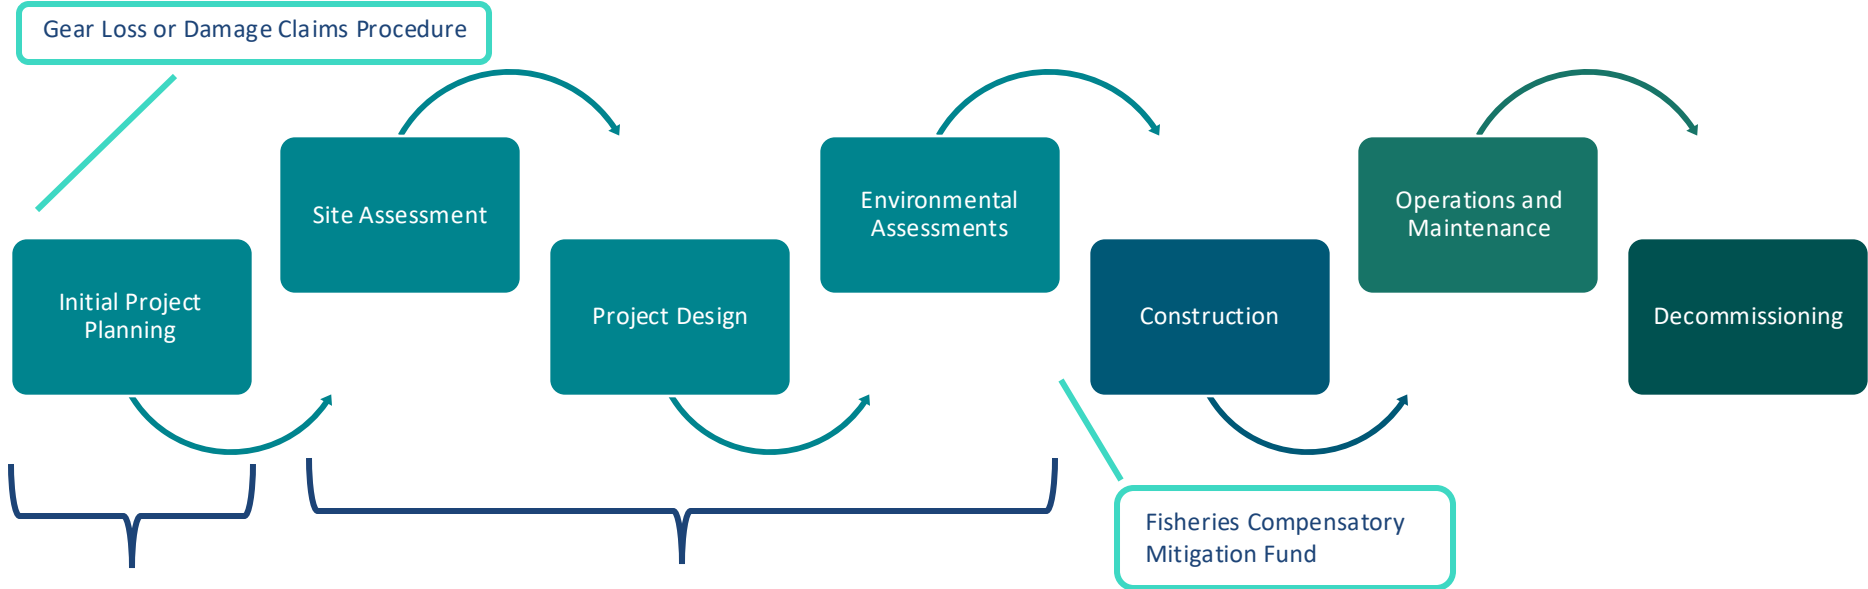 Gear Loss or Damage Claims Procedure
Initial Project
Planning
Site Assessment
Project Design
Environmental
Assessments
Construction
Operations and
Maintenance
Decommissioning
Fisheries Compensatory
Mitigation Fund